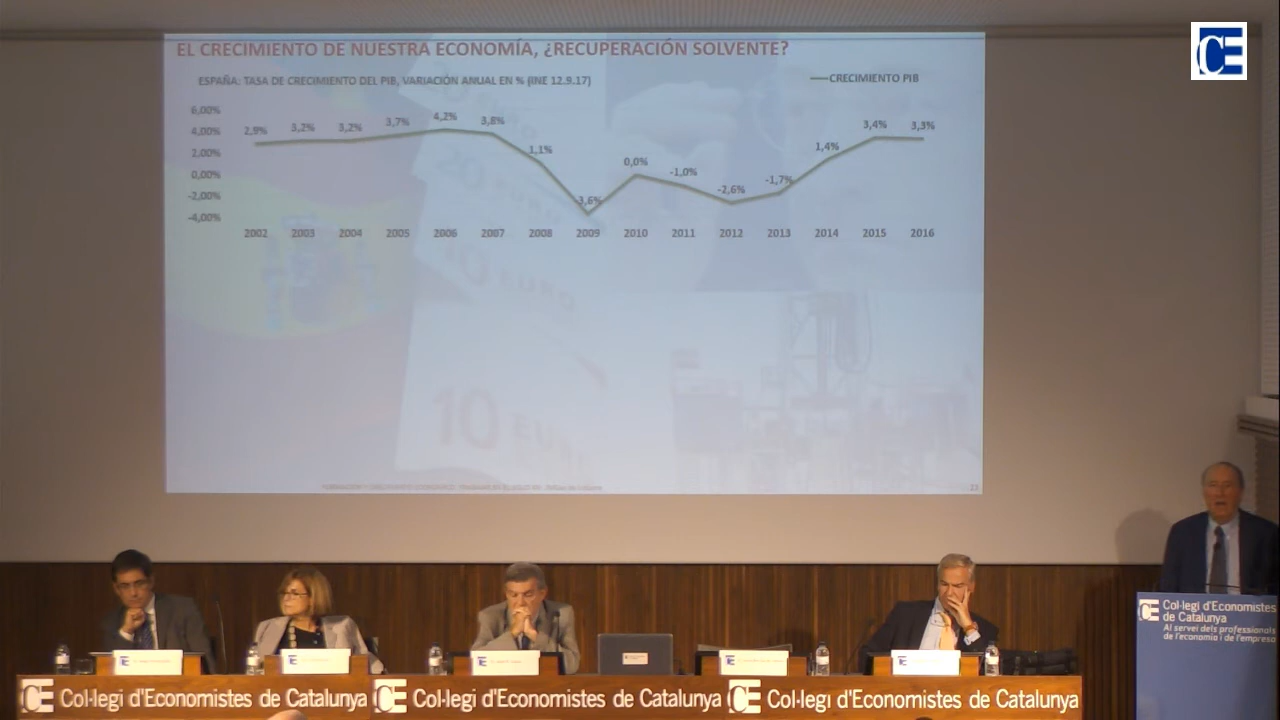 EL CRECIMIENTO DE NUESTRA ECONOMÍA, ¿RECUPERACIÓN SOLVENTE?
ESPAÑA: TASA DE CRECIMIENTO DEL PIB, VARIACIÓN ANUAL EN % (INE 12.9.17)
CRECIMIENTO PIB
6,00%
4,00%
2,00%
0,00%
-2,00%
-4,00%
2,9% 3,2% 3,2% 3,7% 4,2% 3,8% 1,1% -3,6% 0,0% -1,0% -2,6% -1,7% 1,4% 3,4% 3,3%
2002 2003 2004 2005 2006 2007 2008 2009 2010 2011 2012 2013 2014 2015 2016
10 EURO
10 EURO
CE
CE Col·legi d'Economistes
de Catalunya
Al servei dels professionals
de l'economia i de l'empresa
CE Col·legi d'Economistes de Catalunya CE Col·legi d'Economistes de Catalunya CE Col·legi d'Economistes de Catalunya